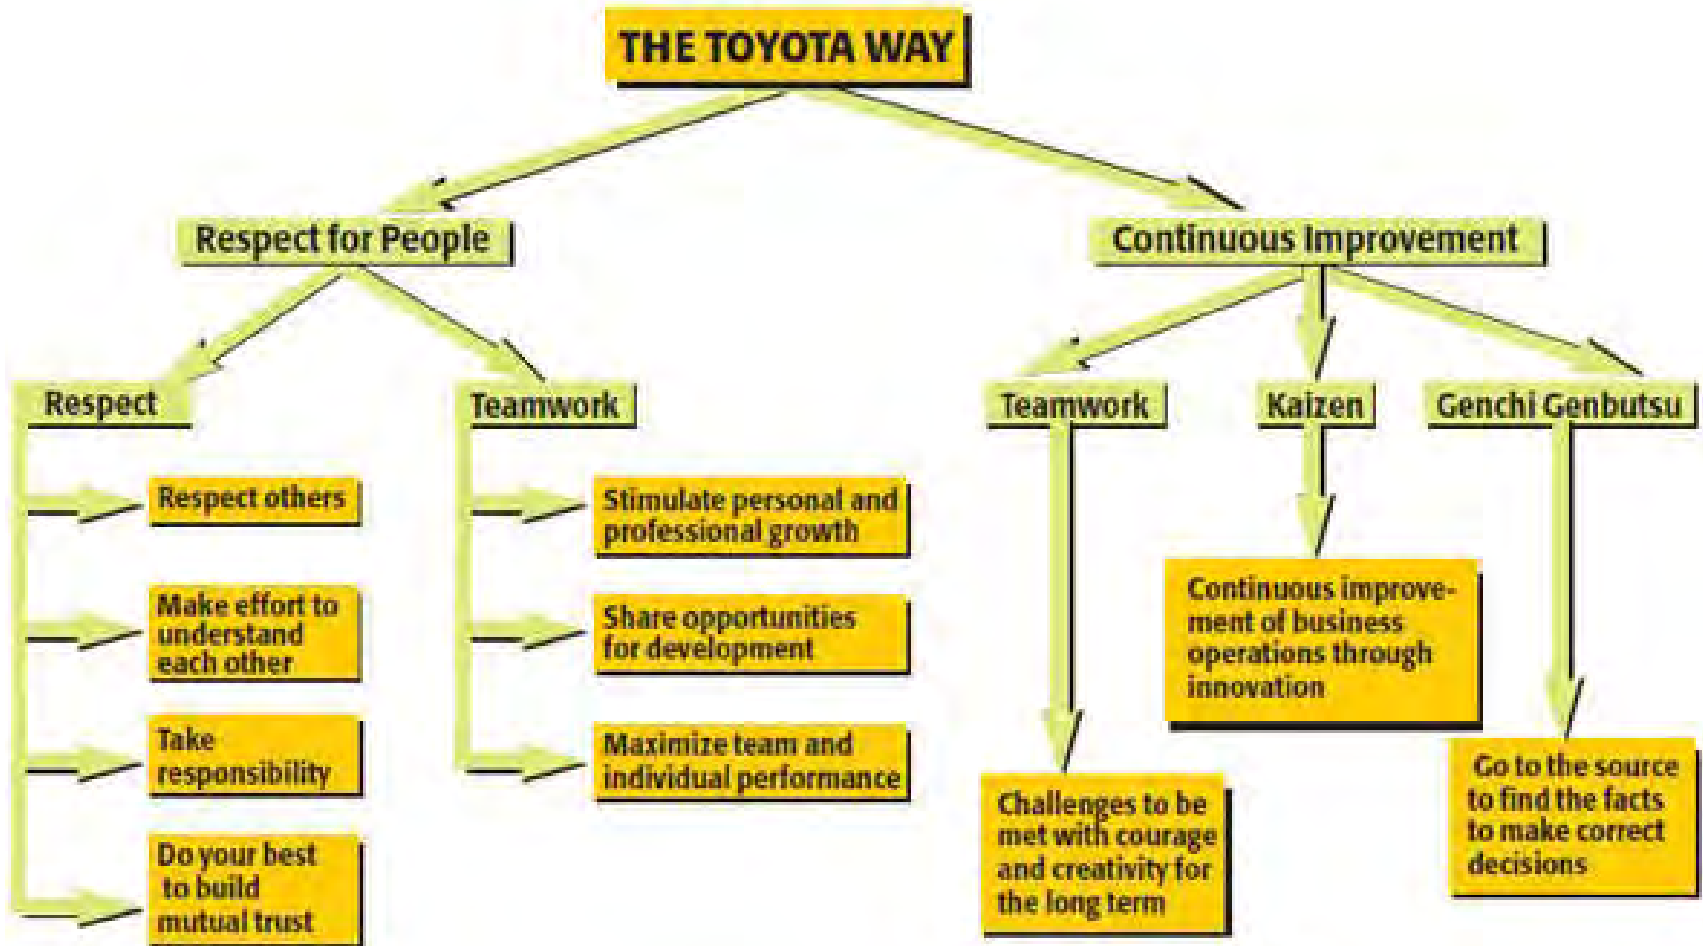 THE TOYOTA WAY
Respect for People
Continuous Improvement
Respect
Teamwork
Teamwork
Kaizen
Genchi Genbutsu
Respect others
Make effort to
understand
each other
Take
responsibility
Do your best
to build
mutual trust
Stimulate personal and
professional growth
Share opportunities
for development
Maximize team and
individual performance
Challenges to be
met with courage
and creativity for
the long term
Continuous improve-
ment of business
operations through
innovation
Go to the source
to find the facts
to make correct
decisions